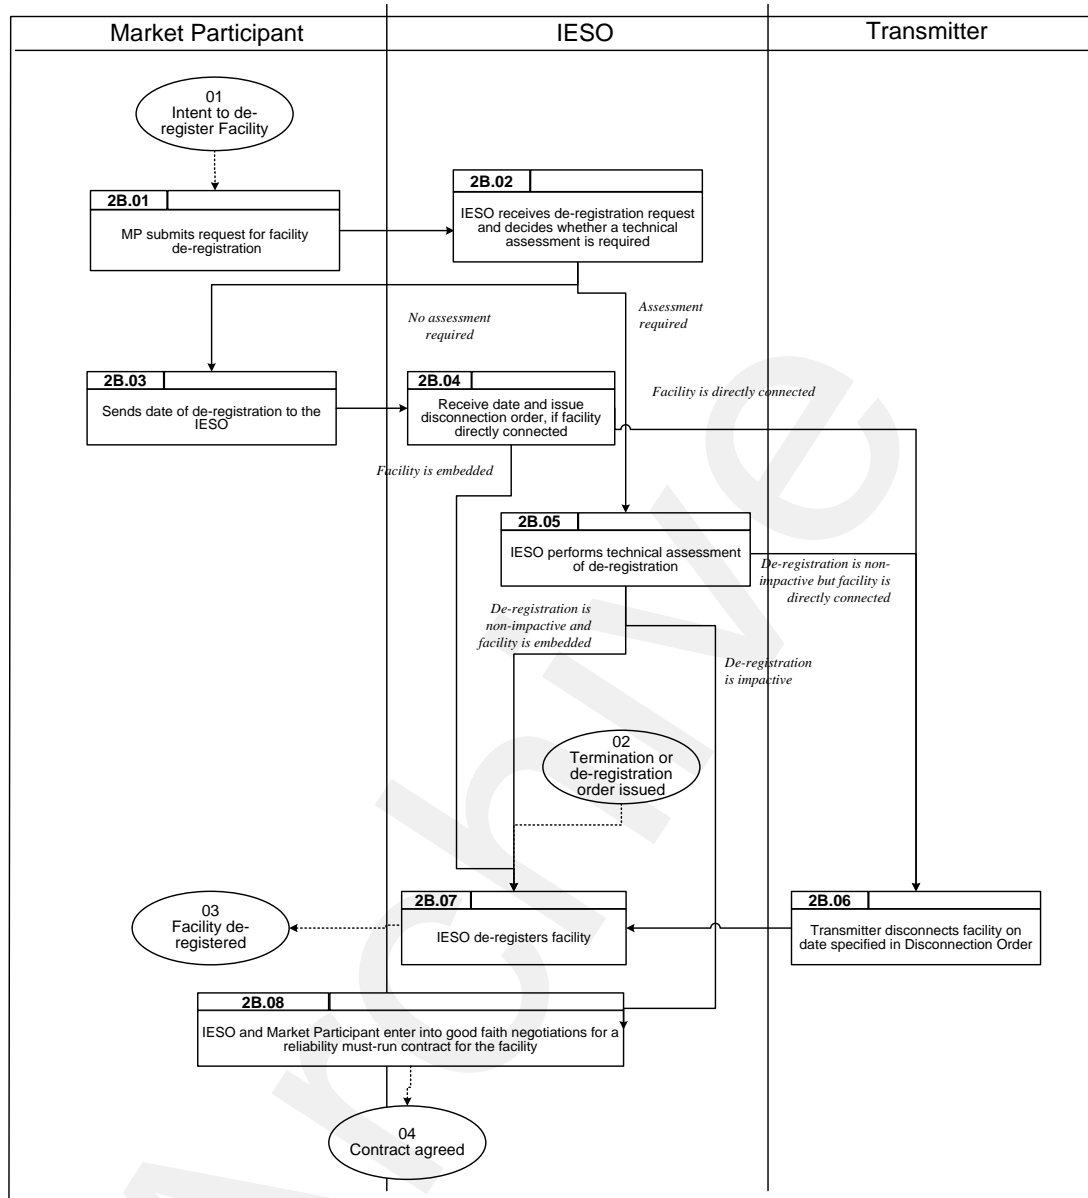 Market Participant
IESO
Transmitter
01
Intent to de-
register Facility
2B.01
MP submits request for facility
de-registration
2B.02
IESO receives de-registration request
and decides whether a technical
assessment is required
No assessment
required
Assessment
required
2B.03
Sends date of de-registration to the
IESO
2B.04
Receive date and issue
disconnection order, if facility
directly connected
Facility is directly connected
Facility is embedded
2B.05
IESO performs technical assessment
of de-registration
De-registration is non-
impactive but facility is
directly connected
De-registration is
non-impactive and
facility is embedded
De-registration
is impactive
02
Termination or
de-registration
order issued
03
Facility de-
registered
2B.07
IESO de-registers facility
2B.06
Transmitter disconnects facility on
date specified in Disconnection Order
2B.08
IESO and Market Participant enter into good faith negotiations for a
reliability must-run contract for the facility
04
Contract agreed
Archive